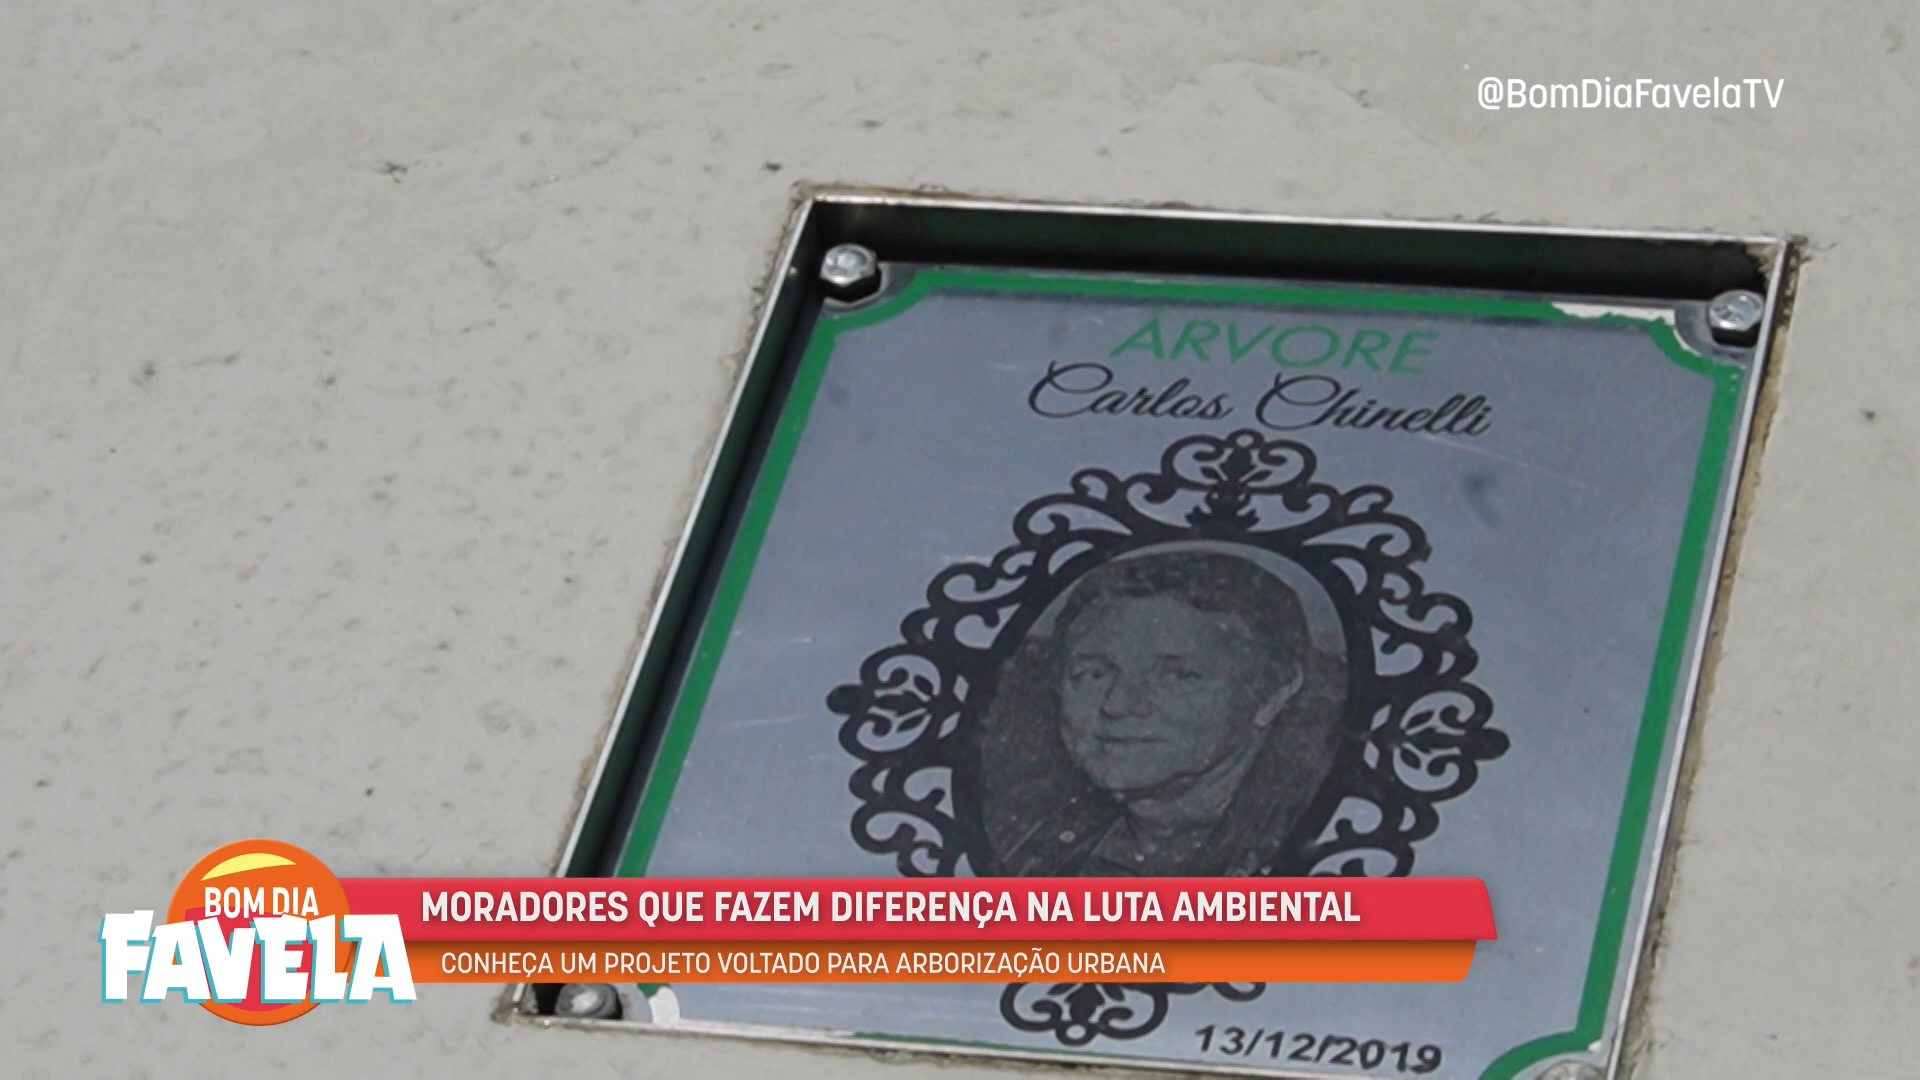 @BomDiaFavelaTV
ÁRVORE
Carlos Chinelli
BOM DIA
FAVELA
MORADORES QUE FAZEM DIFERENÇA NA LUTA AMBIENTAL
CONHEÇA UM PROJETO VOLTADO PARA ARBORIZAÇÃO URBANA
13/12/2019